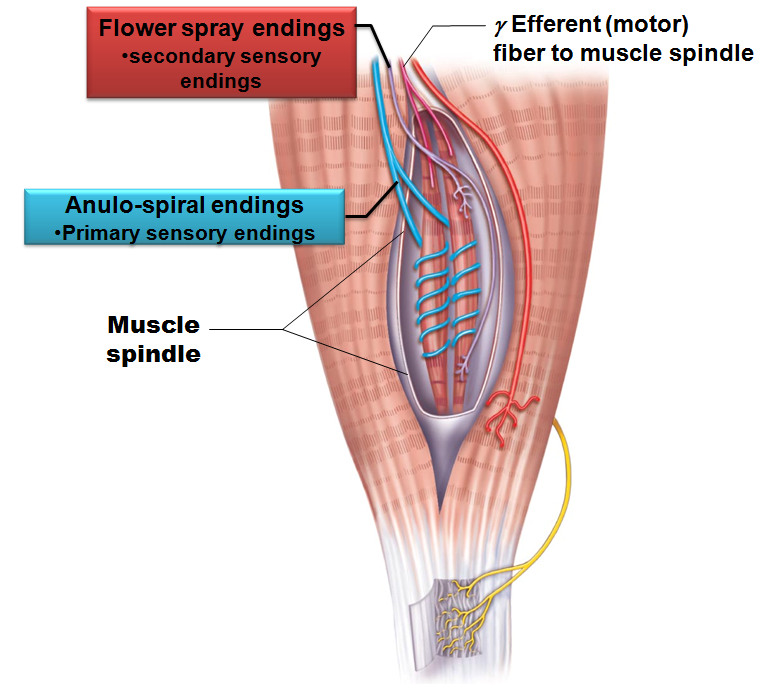 Flower spray endings
•secondary sensory
endings
γ Efferent (motor)
fiber to muscle spindle
Anulo-spiral endings
•Primary sensory endings
Muscle
spindle